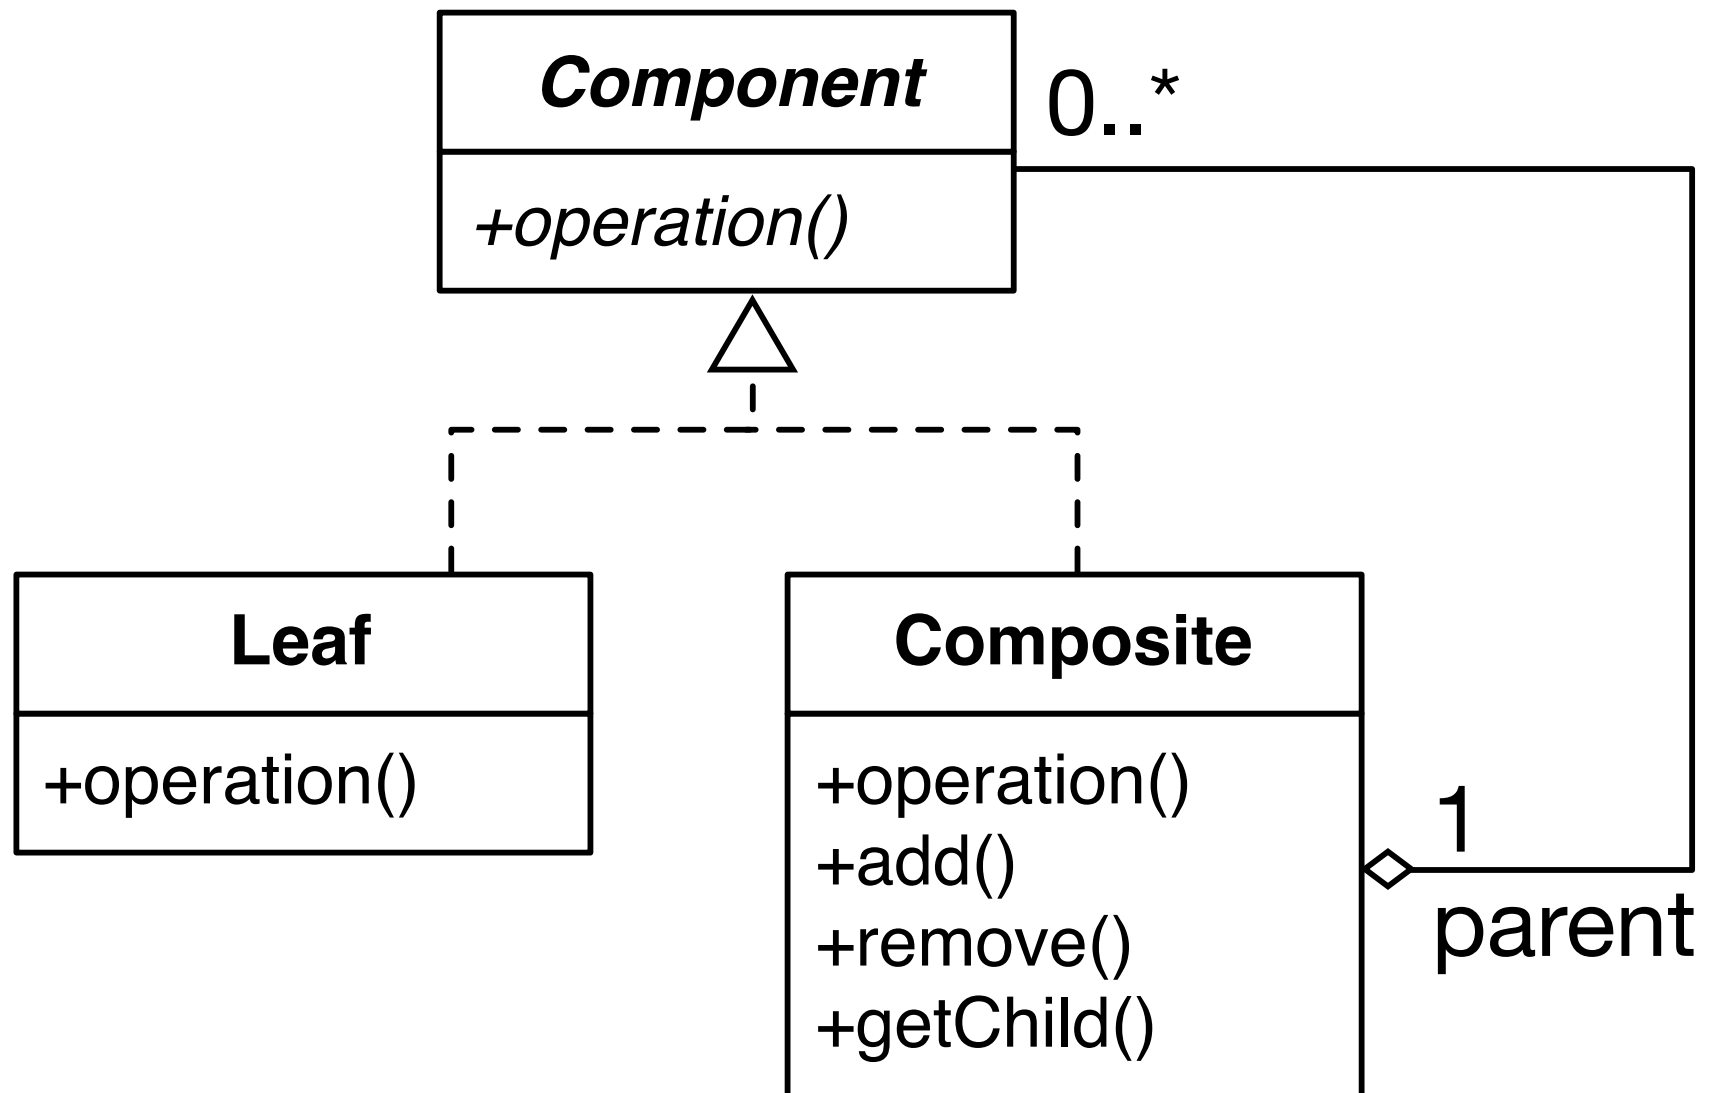 Component
0..*
+operation()
Leaf
+operation()
Composite
+operation()
+add()
+remove()
+getChild()
1
parent